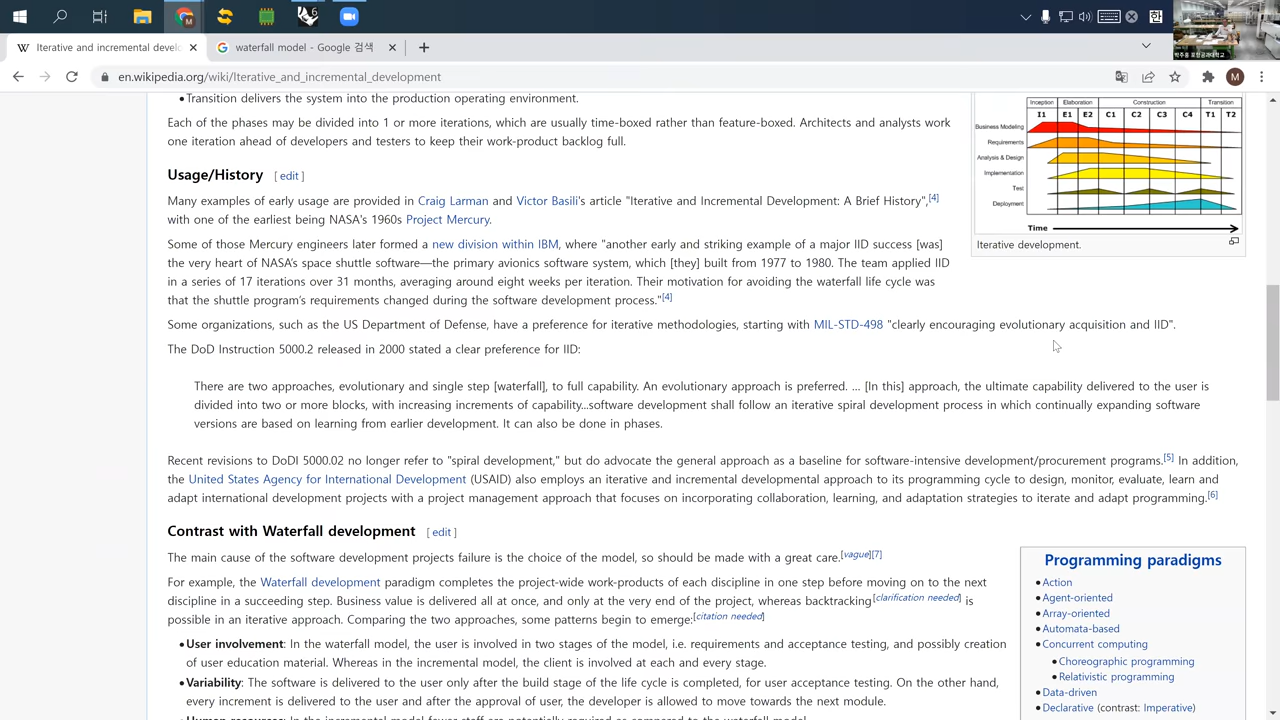 Iterative and incremental develo
waterfall model - Google 검색
en.wikipedia.org/wiki/Iterative_and_incremental_development
M
한
박주홍 포항공과대학교
• Transition delivers the system into the production operating environment.
Each of the phases may be divided into 1 or more iterations, which are usually time-boxed rather than feature-boxed. Architects and analysts work
one iteration ahead of developers and testers to keep their work-product backlog full.
Inception Elaboration Construction Transition
I1 E1 E2 C1 C2 C3 C4 T1 T2
Business Modeling
Requirements
Analysis & Design
Implementation
Test
Deployment
Time
Iterative development.
Usage/History [ edit ]
Many examples of early usage are provided in Craig Larman and Victor Basili's article "Iterative and Incremental Development: A Brief History",[4]
with one of the earliest being NASA's 1960s Project Mercury.
Some of those Mercury engineers later formed a new division within IBM, where "another early and striking example of a major IID success [was]
the very heart of NASA's space shuttle software—the primary avionics software system, which [they] built from 1977 to 1980. The team applied IID
in a series of 17 iterations over 31 months, averaging around eight weeks per iteration. Their motivation for avoiding the waterfall life cycle was
that the shuttle program's requirements changed during the software development process."[4]
Some organizations, such as the US Department of Defense, have a preference for iterative methodologies, starting with MIL-STD-498 "clearly encouraging evolutionary acquisition and IID".
The DoD Instruction 5000.2 released in 2000 stated a clear preference for IID:
There are two approaches, evolutionary and single step [waterfall], to full capability. An evolutionary approach is preferred. … [In this] approach, the ultimate capability delivered to the user is
divided into two or more blocks, with increasing increments of capability...software development shall follow an iterative spiral development process in which continually expanding software
versions are based on learning from earlier development. It can also be done in phases.
Recent revisions to DoDI 5000.02 no longer refer to "spiral development," but do advocate the general approach as a baseline for software-intensive development/procurement programs.[5] In addition,
the United States Agency for International Development (USAID) also employs an iterative and incremental developmental approach to its programming cycle to design, monitor, evaluate, learn and
adapt international development projects with a project management approach that focuses on incorporating collaboration, learning, and adaptation strategies to iterate and adapt programming.[6]
Contrast with Waterfall development [ edit ]
The main cause of the software development projects failure is the choice of the model, so should be made with a great care.[vague][7]
For example, the Waterfall development paradigm completes the project-wide work-products of each discipline in one step before moving on to the next
discipline in a succeeding step. Business value is delivered all at once, and only at the very end of the project, whereas backtracking[clarification needed] is
possible in an iterative approach. Comparing the two approaches, some patterns begin to emerge:[citation needed]
• User involvement: In the waterfall model, the user is involved in two stages of the model, i.e. requirements and acceptance testing, and possibly creation
of user education material. Whereas in the incremental model, the client is involved at each and every stage.
• Variability: The software is delivered to the user only after the build stage of the life cycle is completed, for user acceptance testing. On the other hand,
every increment is delivered to the user and after the approval of user, the developer is allowed to move towards the next module.
• Human resources: In the incremental model fewer staff are potentially required as compared to the waterfall model.
Programming paradigms
• Action
• Agent-oriented
• Array-oriented
• Automata-based
• Concurrent computing
• Choreographic programming
• Relativistic programming
• Data-driven
• Declarative (contrast: Imperative)